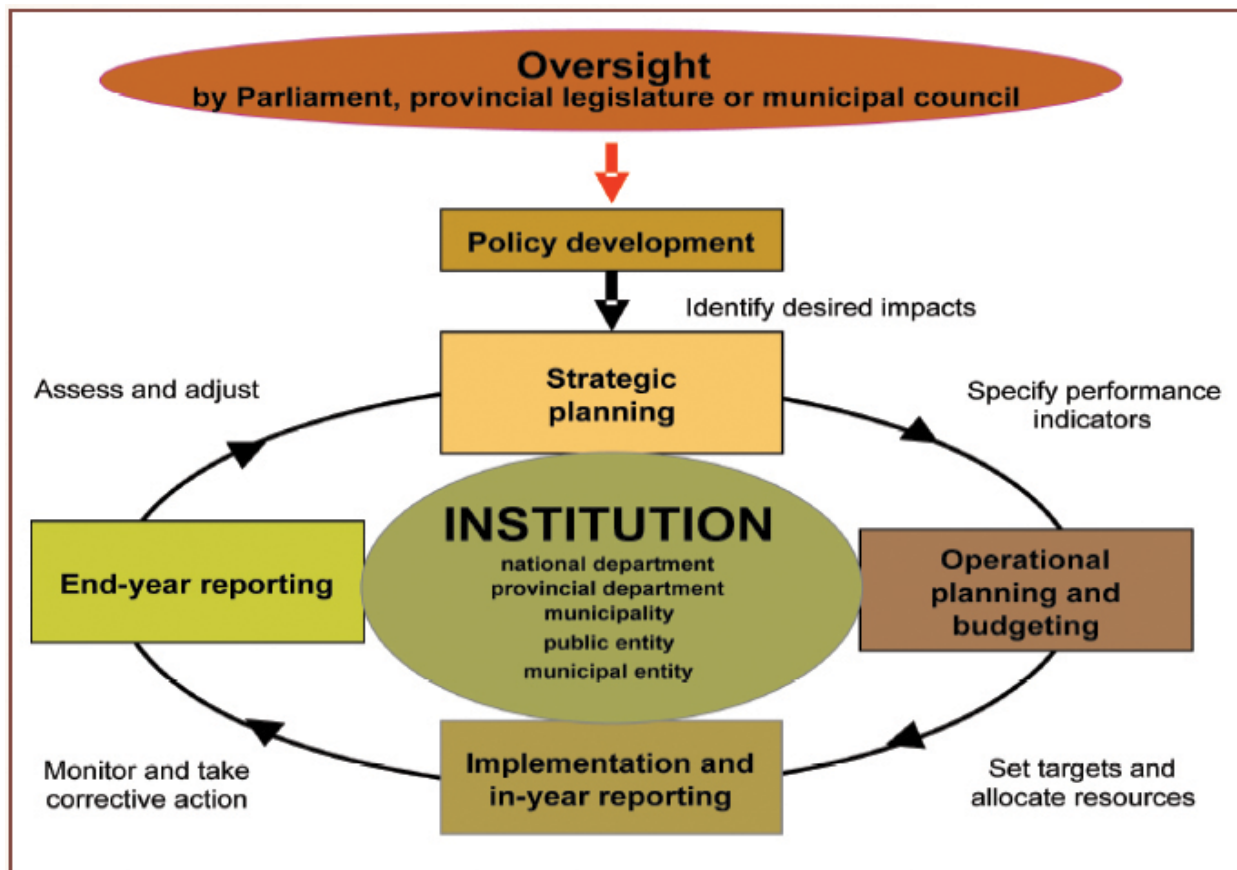 Oversight
by Parliament, provincial legislature or municipal council
Policy development
Identify desired impacts
Strategic
planning
Assess and adjust
Specify performance
indicators
INSTITUTION
national department
provincial department
municipality
public entity
municipal entity
End-year reporting
Operational
planning and
budgeting
Implementation and
in-year reporting
Monitor and take
corrective action
Set targets and
allocate resources